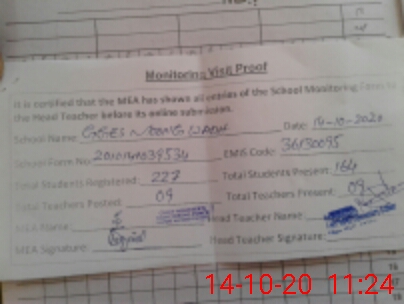 Monitoring Visit Proof
It is certified that the MEA has shown all entries of the School Monitoring Form to
the Head Teacher before its online submission.
School Name: GGES Date: 14-10-2020
School Form No: EMIS Code: 36130095
Total Students Registered: 227 Total Students Present: 164
Total Teachers Posted: 09 Total Teachers Present: 09
MEA Name: Head Teacher Name:
MEA Signature: Head Teacher Signature:
14-10-20 11:24